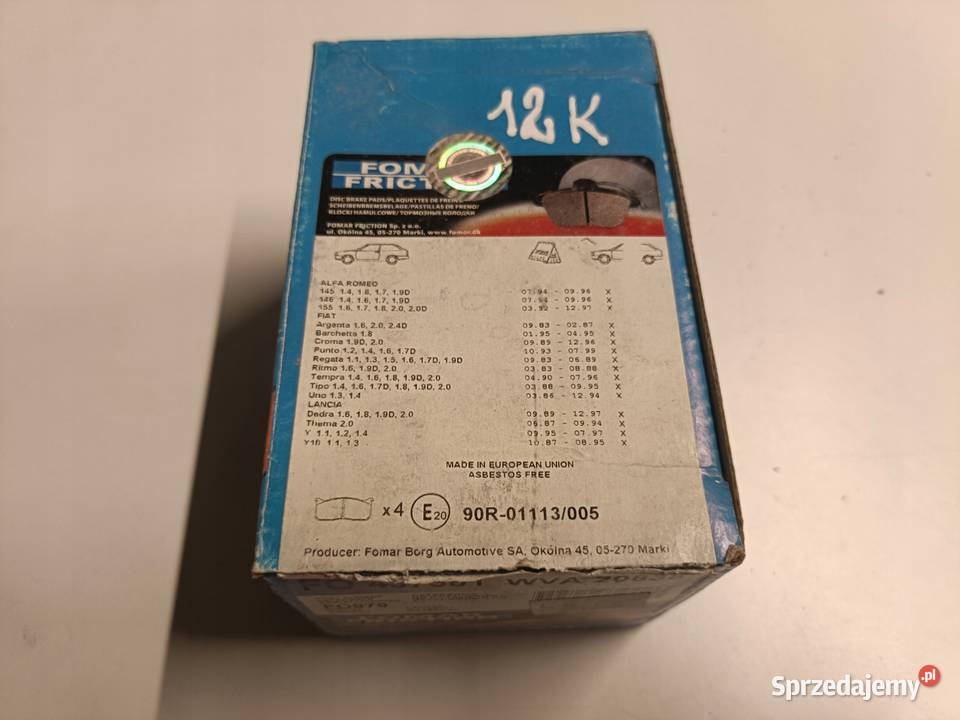 12K
FRICTION
DISC BRAKE PADS/PLAQUETTES DE FREINS
SCHEIBENBREMSBELAGE/PASTILLAS DE FRENO/
KLOCKI HAMULCOWE/ТОРМОЗНЫЕ КОЛОДКИ
FOMAR FRICTION Sp. z o.o.
ul. Okólna 45, 05-270 Marki,
ALFA ROMEO
145 1.4, 1.6, 1.7, 1.9D 07.94 - 09.96 X
146 1.4, 1.6, 1.7, 1.9D 07.94 - 09.96 X
155 1.6, 1.7, 1.8, 2.0, 2.0D 03.92 - 12.97 X
FIAT
Argenta 1.6, 2.0, 2.4D 09.83 - 02.87 X
Barchetta 1.8 01.95 - 04.95 X
Croma 1.9D, 2.0 09.89 - 12.96 X
Punto 1.2, 1.4, 1.6, 1.7D 10.93 - 07.99 X
Regata 1.1, 1.3, 1.5, 1.6, 1.7D, 1.9D 09.83 - 06.89 X
Ritmo 1.6, 1.9D, 2.0 03.83 - 08.88 X
Tempra 1.4, 1.6, 1.8, 1.9D, 2.0 04.90 - 07.96 X
Tipo 1.4, 1.6, 1.7D, 1.8, 1.9D, 2.0 03.88 - 09.95 X
Uno 1.3, 1.4 03.86 - 12.94 X
LANCIA
Dedra 1.6, 1.8, 1.9D, 2.0 09.89 - 12.97 X
Thema 2.0 06.87 - 09.94 X
Y 1.1, 1.2, 1.4 09.95 - 07.97 X
Y10 1.1, 1.3 10.87 - 08.95 X
MADE IN EUROPEAN UNION
ASBESTOS FREE
x4 E20 90R-01113/005
Producer: Fomar Borg Automotive SA, Okólna 45, 05-270 Marki
WVA
Sprzedajemy.pl